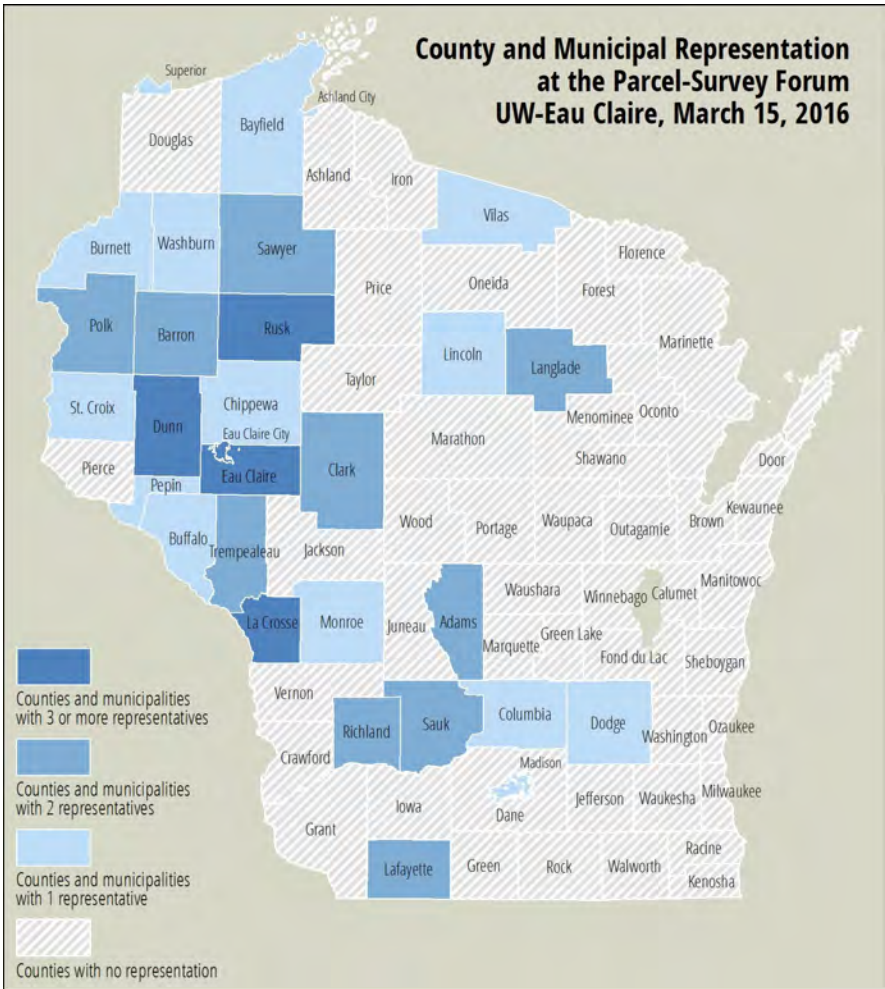 County and Municipal Representation
at the Parcel-Survey Forum
UW-Eau Claire, March 15, 2016
Superior
Ashland City
Bayfield
Douglas
Ashland
Iron
Vilas
Burnett
Washburn
Sawyer
Florence
Price
Oneida
Forest
Polk
Barron
Rusk
Marinette
Lincoln
Langlade
Taylor
St. Croix
Chippewa
Menominee
Oconto
Dunn
Eau Claire City
Marathon
Shawano
Pierce
Eau Claire
Clark
Door
Pepin
Kewaunee
Wood
Portage
Waupaca
Outagamie
Brown
Buffalo
Trempealeau
Jackson
Waushara
Winnebago
Calumet
Manitowoc
La Crosse
Monroe
Juneau
Adams
Marquette
Green Lake
Fond du Lac
Sheboygan
Vernon
Richland
Sauk
Columbia
Dodge
Washington
Ozaukee
Crawford
Madison
Iowa
Dane
Jefferson
Waukesha
Milwaukee
Grant
Lafayette
Green
Rock
Walworth
Racine
Kenosha
Counties and municipalities
with 3 or more representatives
Counties and municipalities
with 2 representatives
Counties and municipalities
with 1 representative
Counties with no representation